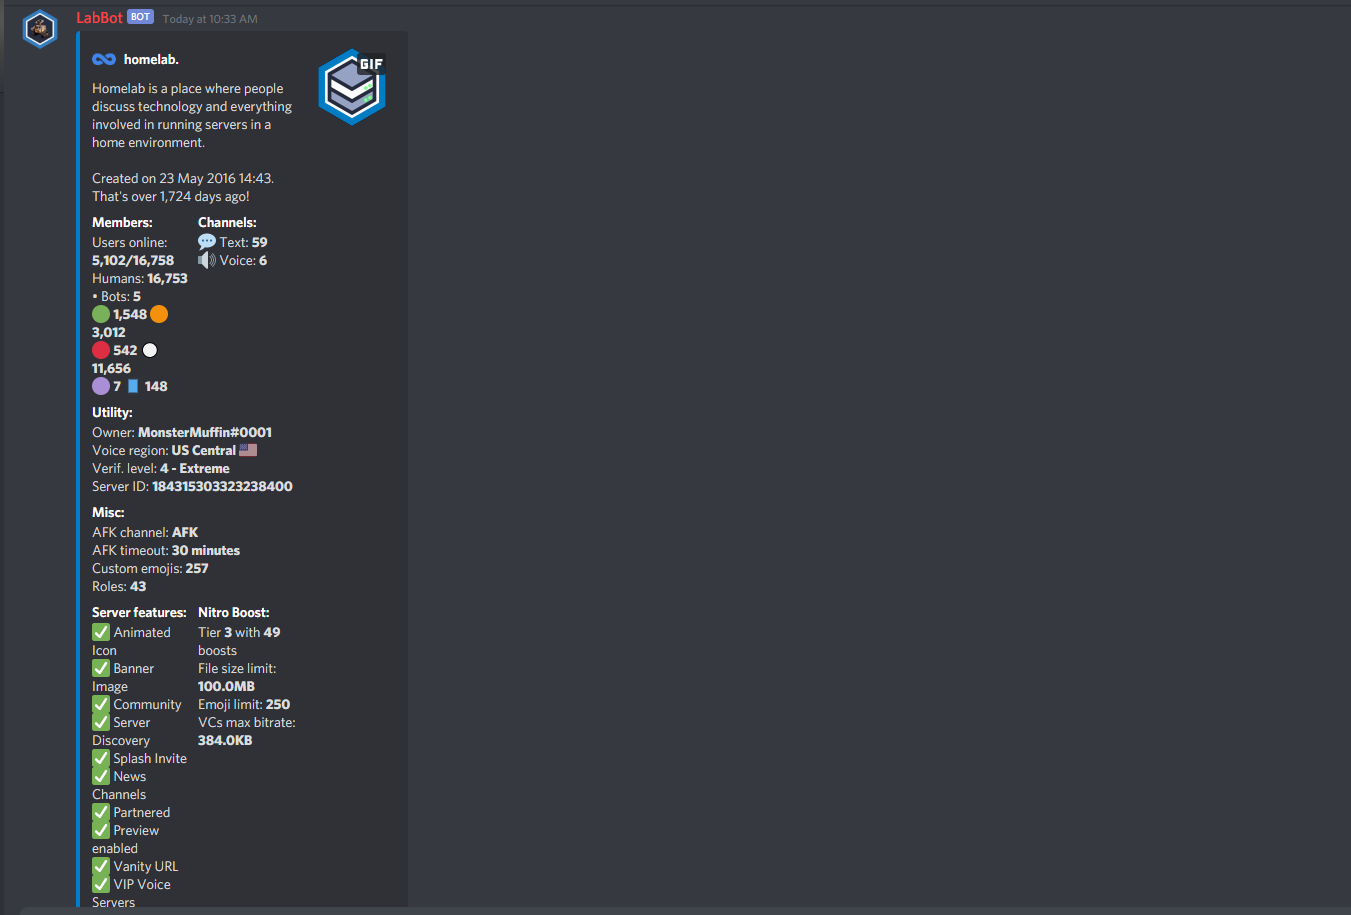 LabBot BOT Today at 10:33 AM
homelab.
GIF
Homelab is a place where people
discuss technology and everything
involved in running servers in a
home environment.
Created on 23 May 2016 14:43.
That's over 1,724 days ago!
Members:
Users online:
5,102/16,758
Humans: 16,753
• Bots: 5
1,548
3,012
542
11,656
7 148
Channels:
Text: 59
Voice: 6
Utility:
Owner: MonsterMuffin#0001
Voice region: US Central
Verif. level: 4 - Extreme
Server ID: 184315303323238400
Misc:
AFK channel: AFK
AFK timeout: 30 minutes
Custom emojis: 257
Roles: 43
Server features:
Animated
Icon
Banner
Image
Community
Server
Discovery
Splash Invite
News
Channels
Partnered
Preview
enabled
Vanity URL
VIP Voice
Servers
Nitro Boost:
Tier 3 with 49
boosts
File size limit:
100.0MB
Emoji limit: 250
VCs max bitrate:
384.0KB